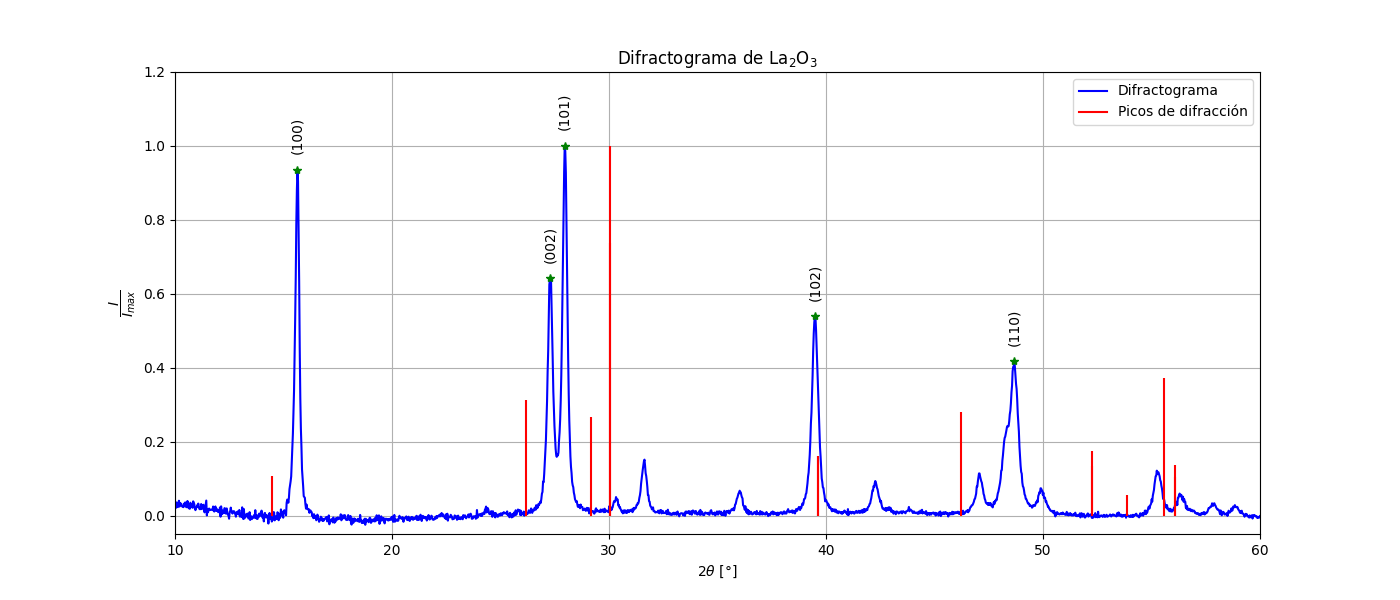 Difractograma de La₂O₃
1.2
1.0
0.8
0.6
0.4
0.2
0.0
I
I_max
(100)
(002)
(101)
(102)
(110)
Difractograma
Picos de difracción
10 20 30 40 50 60
2θ [°]